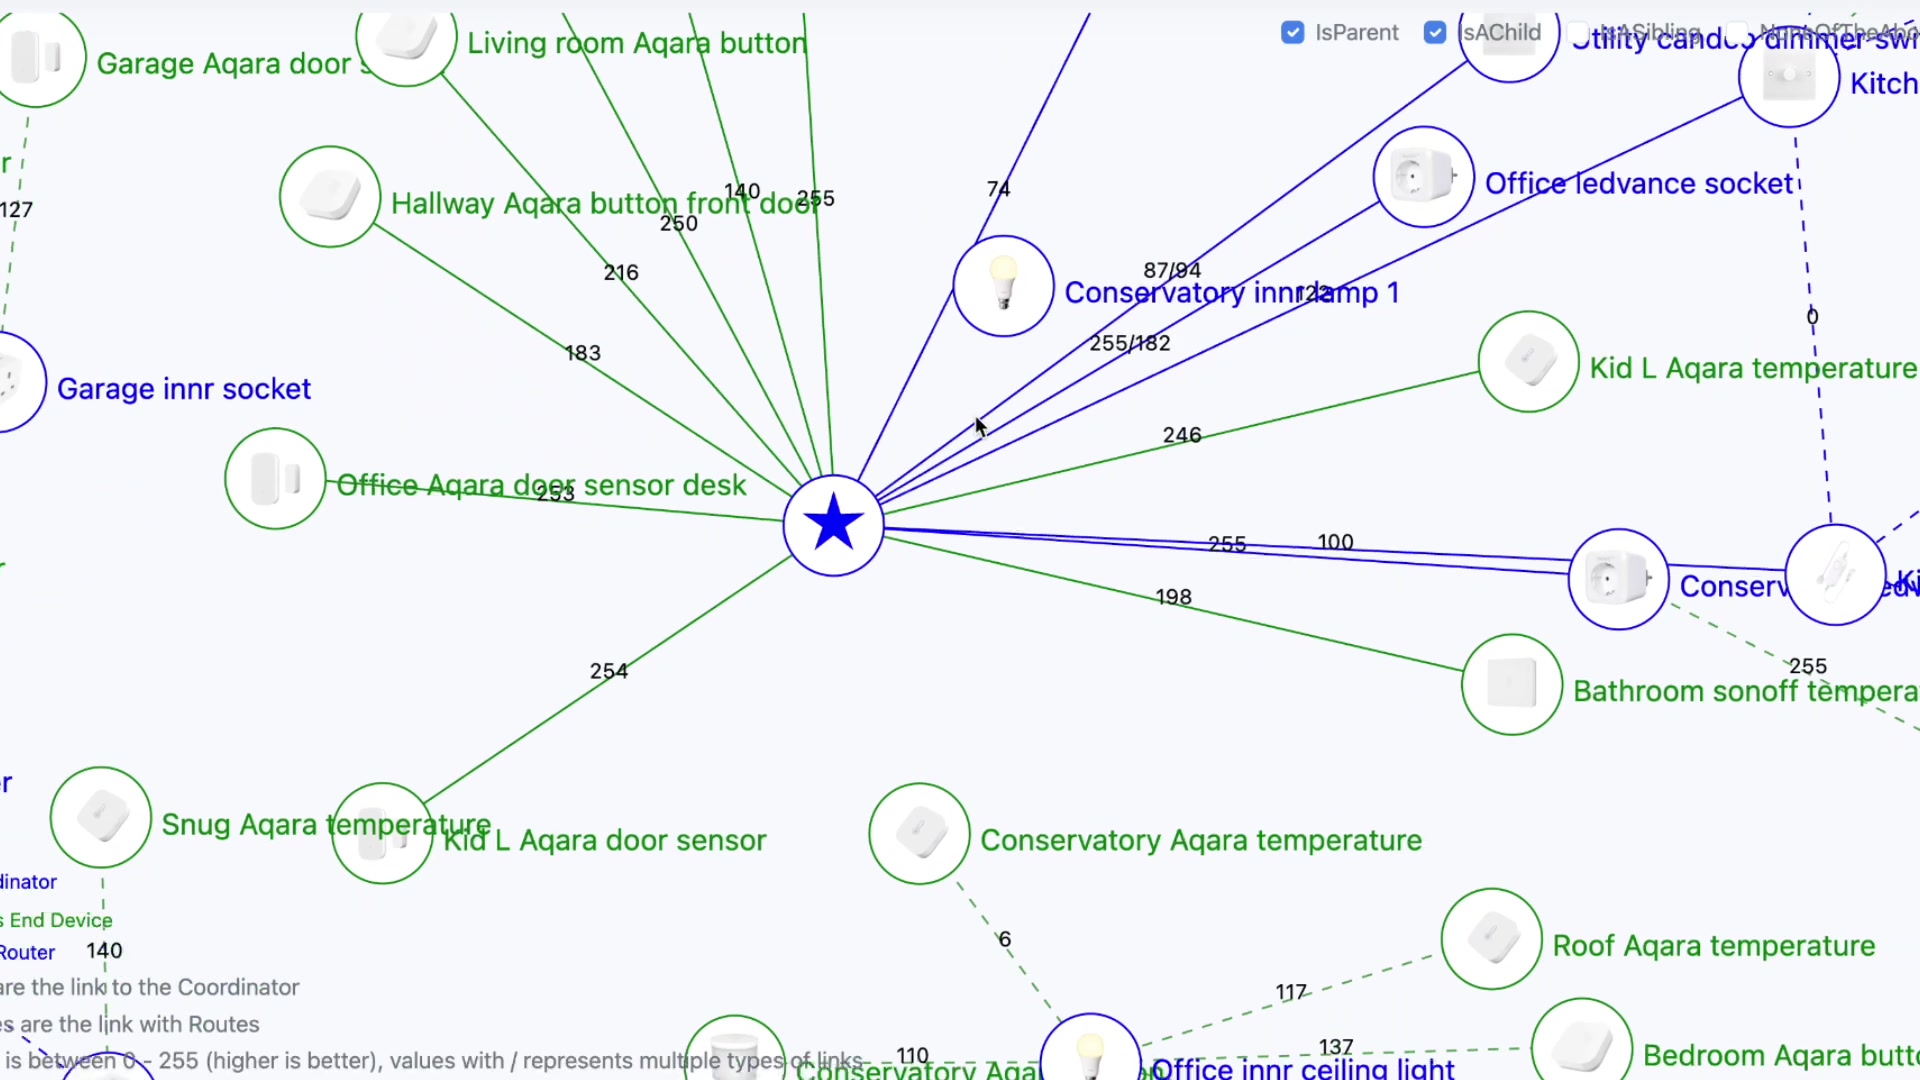 IsParent
IsAChild
IsASibling
Utility candeo dimmer
Garage Aqara door s
Living room Aqara button
Kitch
r
127
Hallway Aqara button front door
140
255
250
74
Office ledvance socket
216
87/94
Conservatory innr lamp 1
122
0
183
255/182
Garage innr socket
Kid L Aqara temperature
246
Office Aqara door sensor desk
253
255
100
Conserv
Ki
198
254
255
Bathroom sonoff tempera
er
Snug Aqara temperature
Kid L Aqara door sensor
Conservatory Aqara temperature
dinator
s End Device
Router
140
6
Roof Aqara temperature
are the link to the Coordinator
117
es are the link with Routes
is between 0 - 255 (higher is better), values with / represents multiple types of links
110
137
Conservatory Aqa
Office innr ceiling light
Bedroom Aqara butto